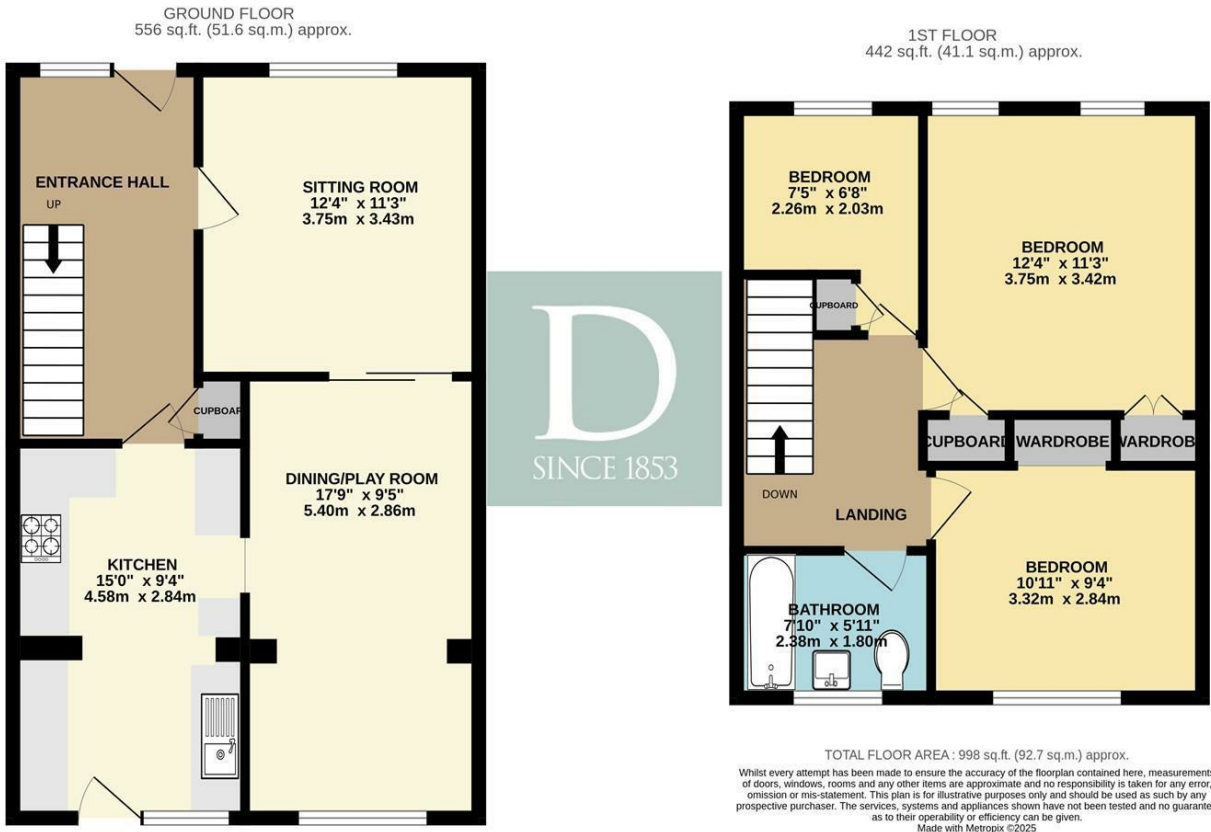 GROUND FLOOR
556 sq.ft. (51.6 sq.m.) approx.
ENTRANCE HALL
UP
SITTING ROOM
12'4" x 11'3"
3.75m x 3.43m
CUPBOAR
DINING/PLAY ROOM
17'9" x 9'5"
5.40m x 2.86m
KITCHEN
15'0" x 9'4"
4.58m x 2.84m
D
SINCE 1853
1ST FLOOR
442 sq.ft. (41.1 sq.m.) approx.
BEDROOM
7'5" x 6'8"
2.26m x 2.03m
BEDROOM
12'4" x 11'3"
3.75m x 3.42m
CUPBOARD
CUPBOARD
WARDROBE
WARDROB
DOWN
LANDING
BEDROOM
10'11" x 9'4"
3.32m x 2.84m
BATHROOM
7'10" x 5'11"
2.38m x 1.80m
TOTAL FLOOR AREA : 998 sq.ft. (92.7 sq.m.) approx.
Whilst every attempt has been made to ensure the accuracy of the floorplan contained here, measurements
of doors, windows, rooms and any other items are approximate and no responsibility is taken for any error,
omission or mis-statement. This plan is for illustrative purposes only and should be used as such by any
prospective purchaser. The services, systems and appliances shown have not been tested and no guarante
as to their operability or efficiency can be given.
Made with Metropix ©2025